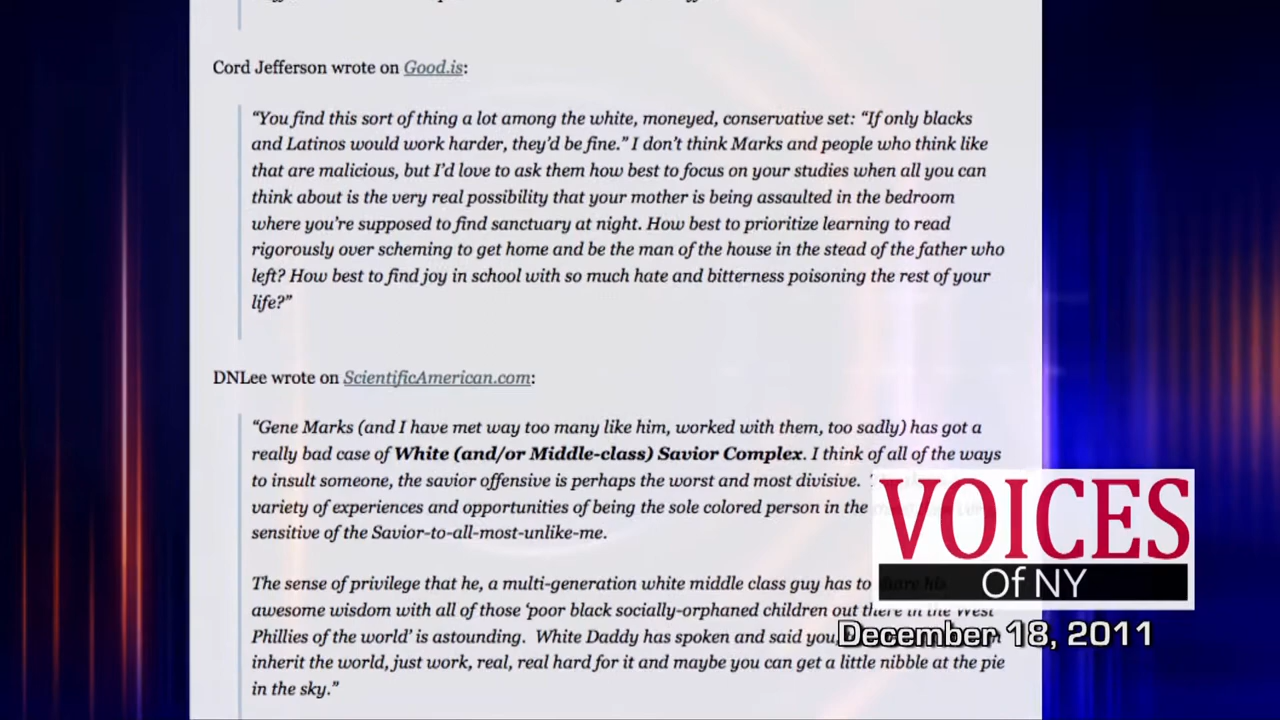 Cord Jefferson wrote on Good.is:
“You find this sort of thing a lot among the white, moneyed, conservative set: “If only blacks
and Latinos would work harder, they’d be fine.” I don’t think Marks and people who think like
that are malicious, but I’d love to ask them how best to focus on your studies when all you can
think about is the very real possibility that your mother is being assaulted in the bedroom
where you’re supposed to find sanctuary at night. How best to prioritize learning to read
rigorously over scheming to get home and be the man of the house in the stead of the father who
left? How best to find joy in school with so much hate and bitterness poisoning the rest of your
life?”
DNLee wrote on ScientificAmerican.com:
“Gene Marks (and I have met way too many like him, worked with them, too sadly) has got a
really bad case of White (and/or Middle-class) Savior Complex. I think of all of the ways
to insult someone, the savior offensive is perhaps the worst and most divisive.
variety of experiences and opportunities of being the sole colored person in the
sensitive of the Savior-to-all-most-unlike-me.
The sense of privilege that he, a multi-generation white middle class guy has to share his
awesome wisdom with all of those ‘poor black socially-orphaned children out there in the West
Phillies of the world’ is astounding. White Daddy has spoken and said you
inherit the world, just work, real, real hard for it and maybe you can get a little nibble at the pie
in the sky.”
VOICES
Of NY
December 18, 2011